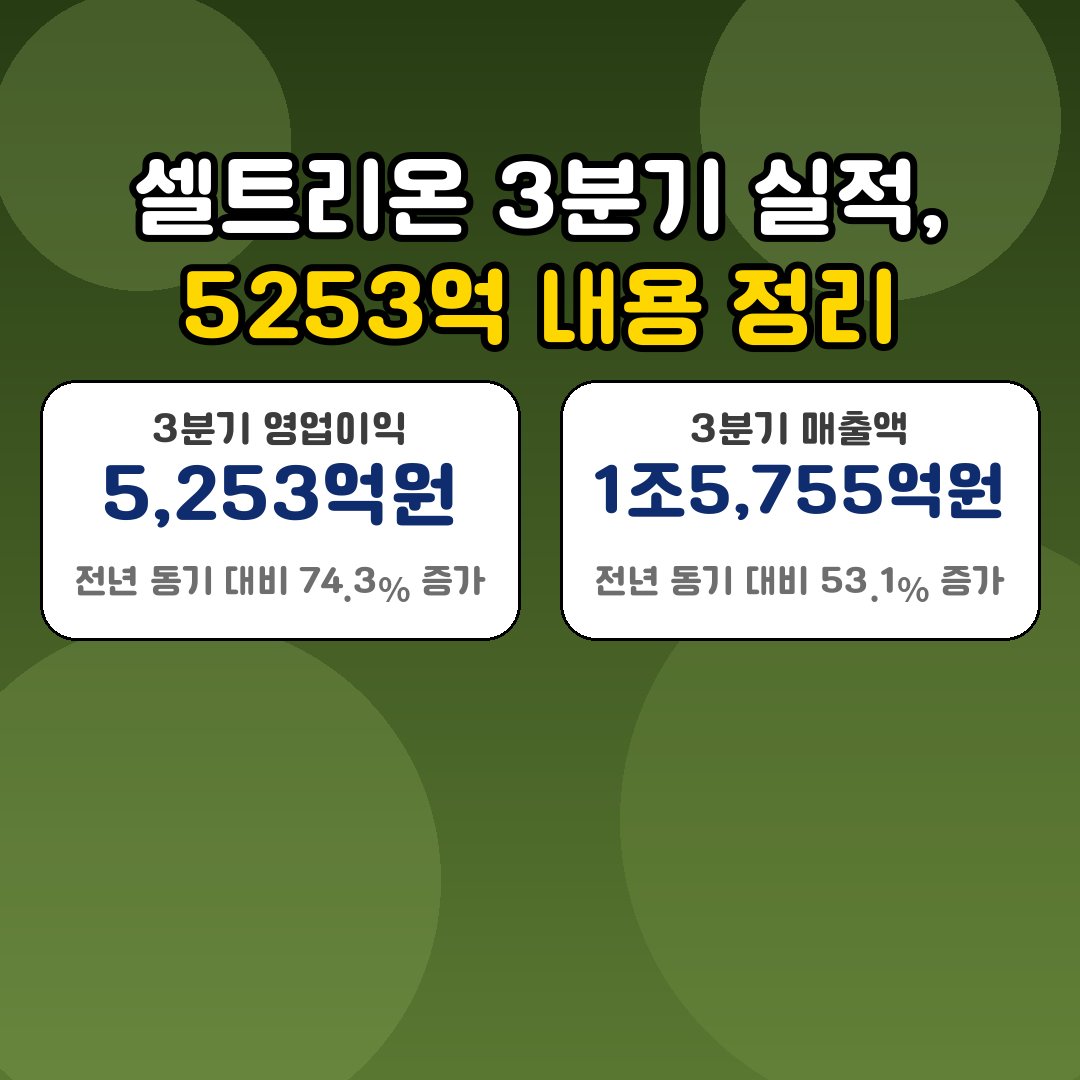 셀트리온 3분기 실적,
5253억 내용 정리
3분기 영업이익
5,253억원
전년 동기 대비 74.3% 증가
3분기 매출액
1조5,755억원
전년 동기 대비 53.1% 증가